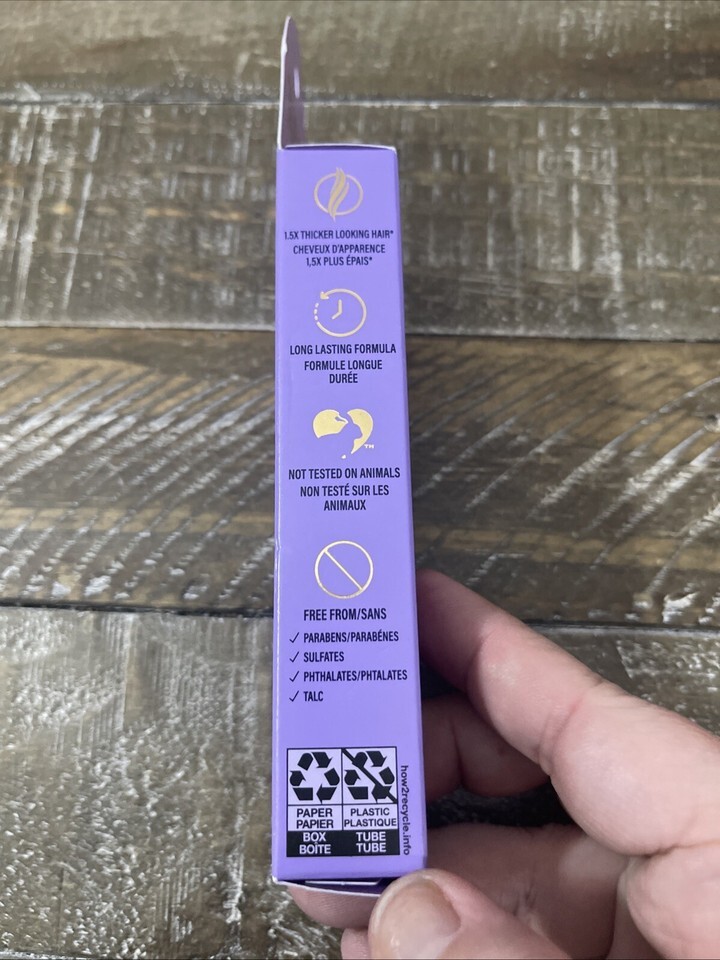 1.5X THICKER LOOKING HAIR*
CHEVEUX D'APPARENCE
1,5X PLUS ÉPAIS*
LONG LASTING FORMULA
FORMULE LONGUE
DURÉE
TM
NOT TESTED ON ANIMALS
NON TESTÉ SUR LES
ANIMAUX
FREE FROM/SANS
✓ PARABENS/PARABÉNES
✓ SULFATES
✓ PHTHALATES/PHTALATES
✓ TALC
PAPER
PAPIER
BOX
BOÎTE
PLASTIC
PLASTIQUE
TUBE
TUBE
how2recycle.info